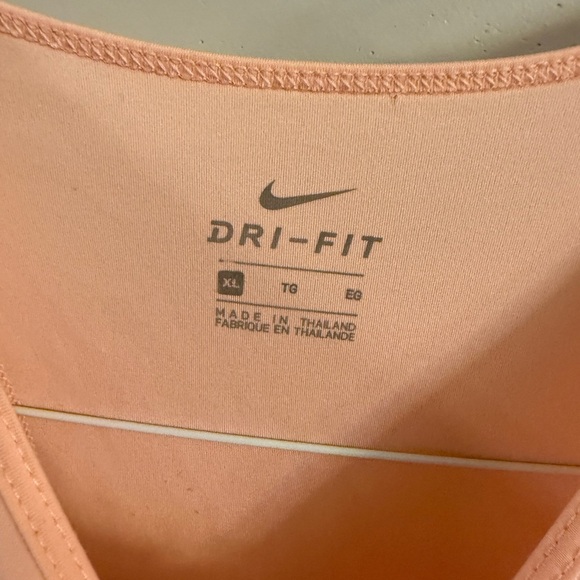 DRI-FIT
XL TG EG
MADE IN THAILAND
FABRIQUE EN THAILANDE